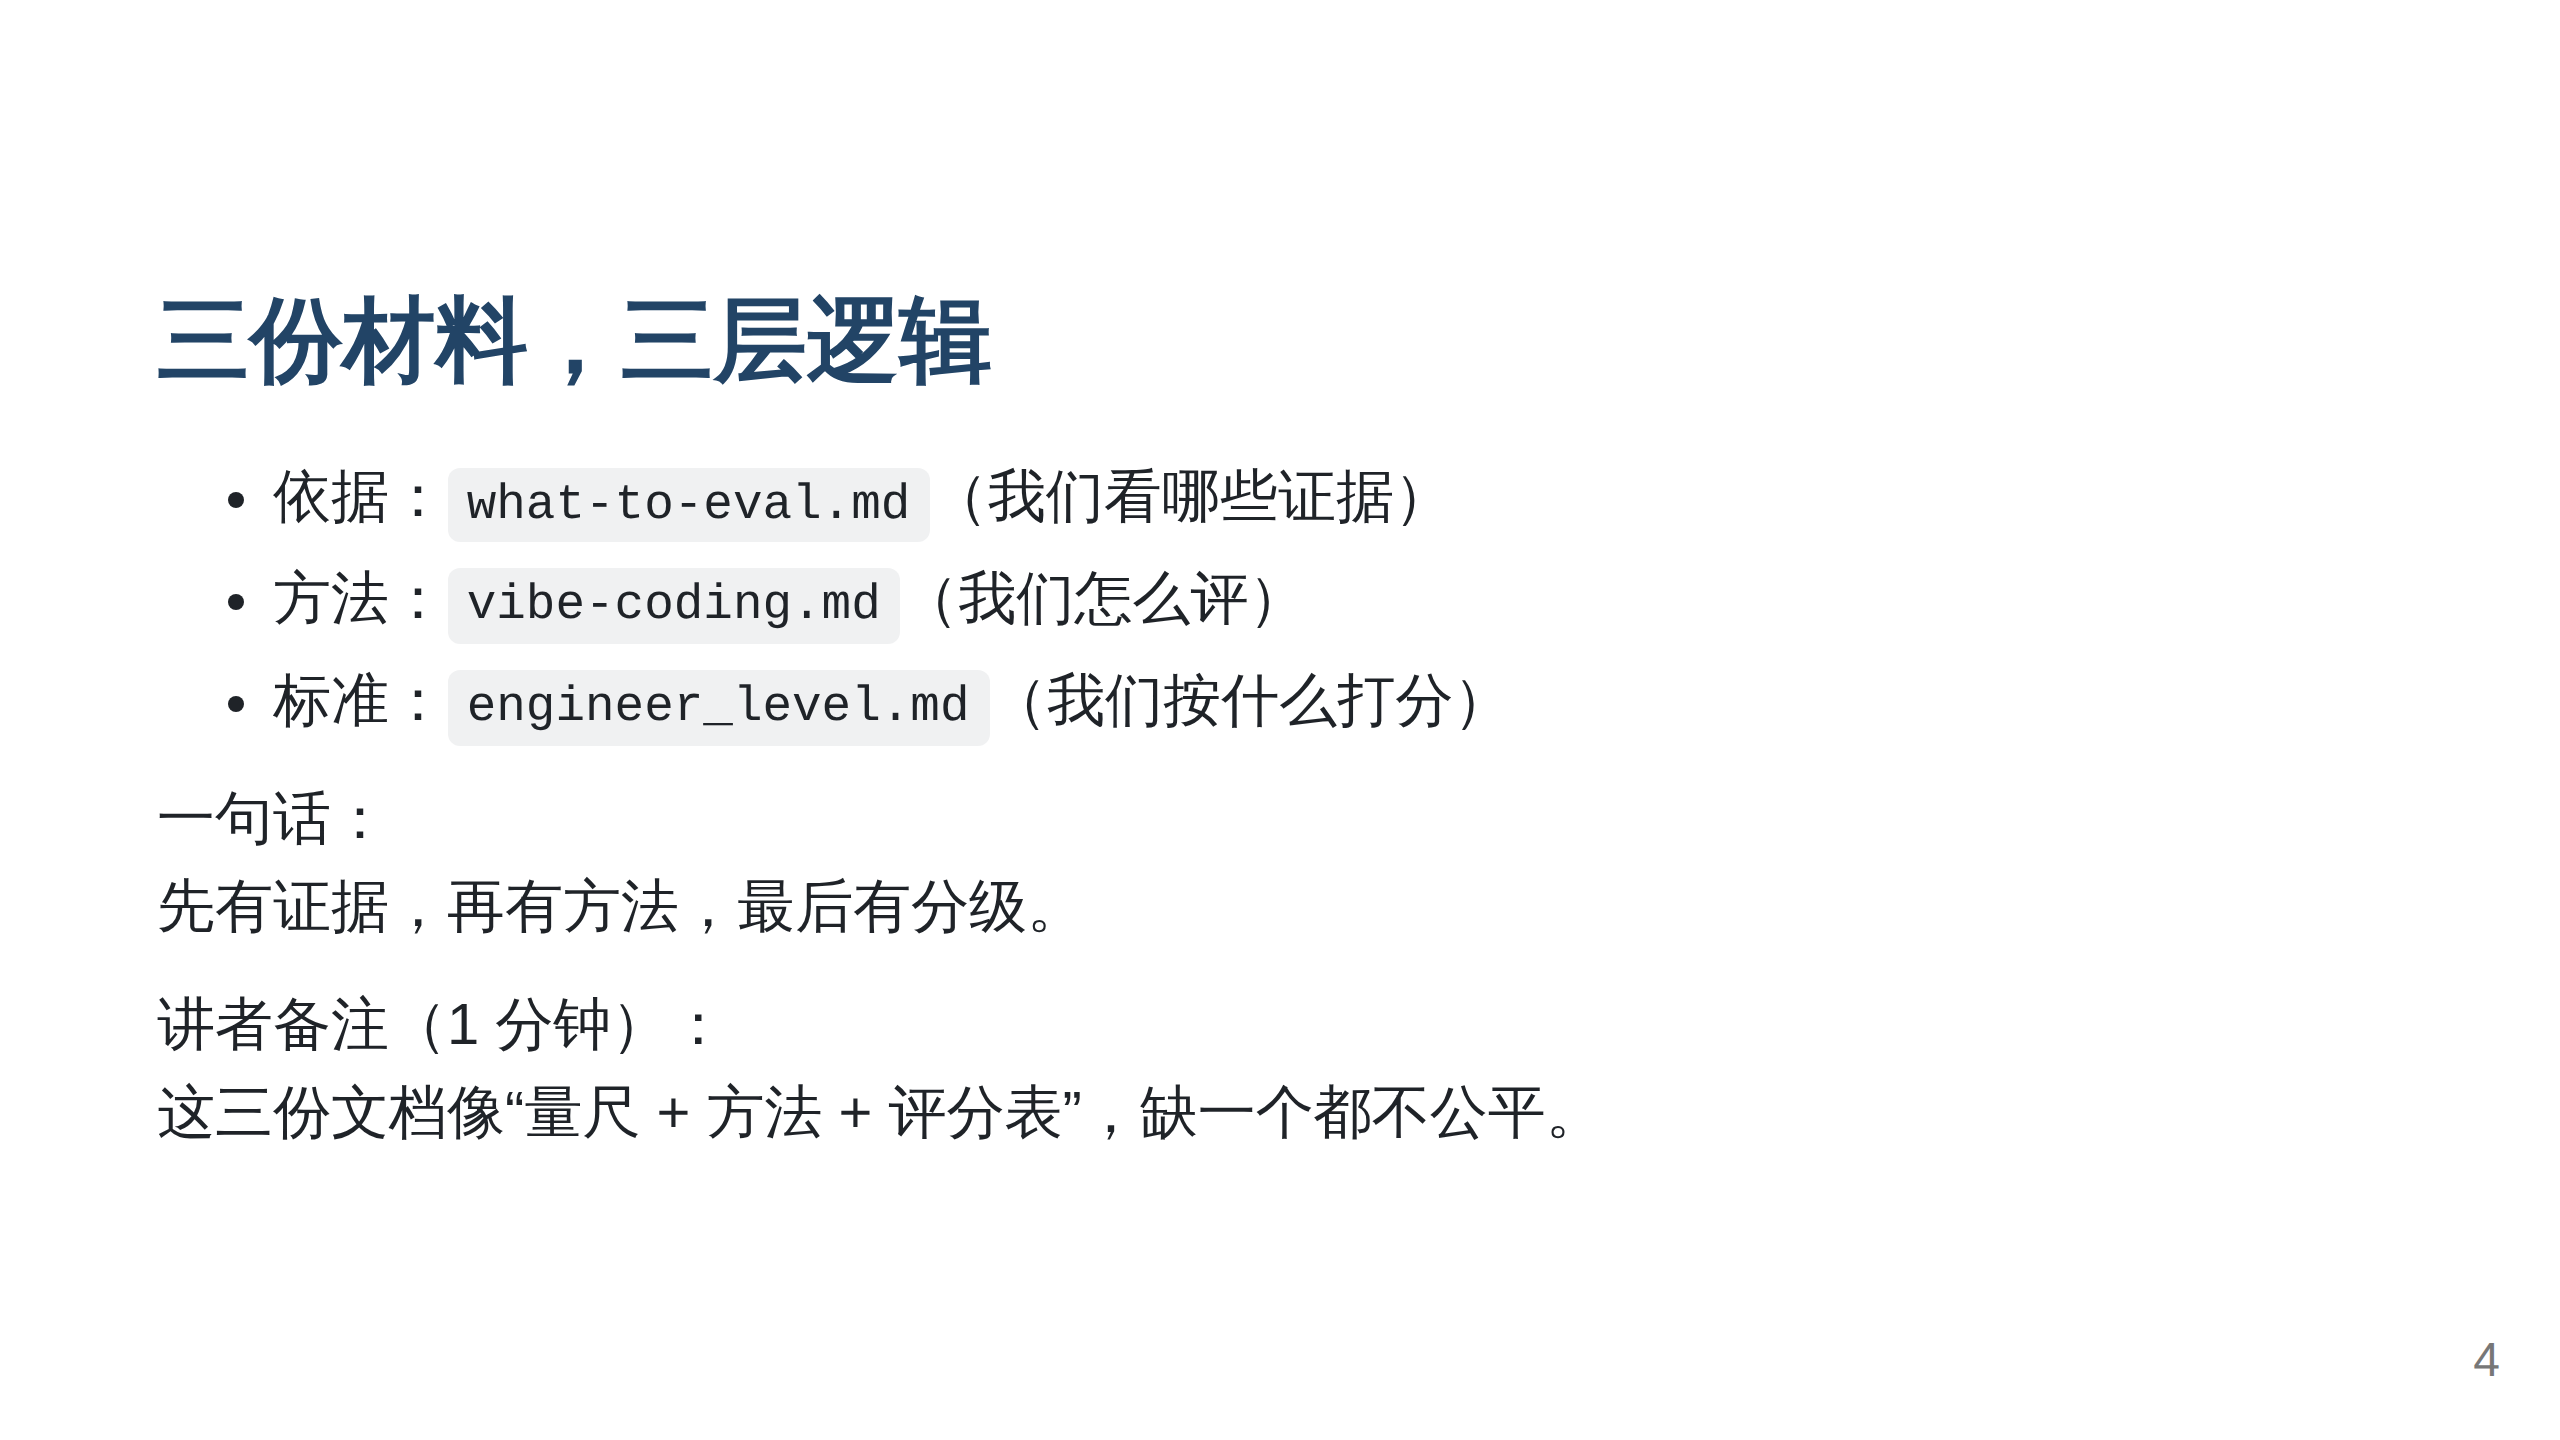 三份材料，三层逻辑
• 依据：what-to-eval.md（我们看哪些证据）
• 方法：vibe-coding.md（我们怎么评）
• 标准：engineer_level.md（我们按什么打分）
一句话：
先有证据，再有方法，最后有分级。
讲者备注（1 分钟）：
这三份文档像“量尺 + 方法 + 评分表”，缺一个都不公平。
4